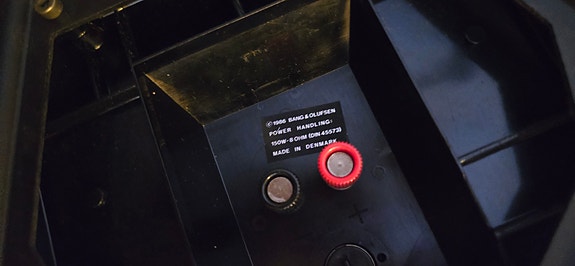 ©1986 BANG & OLUFSEN
POWER HANDLING:
150W-8 OHM (DIN 45573)
MADE IN DENMARK
- +